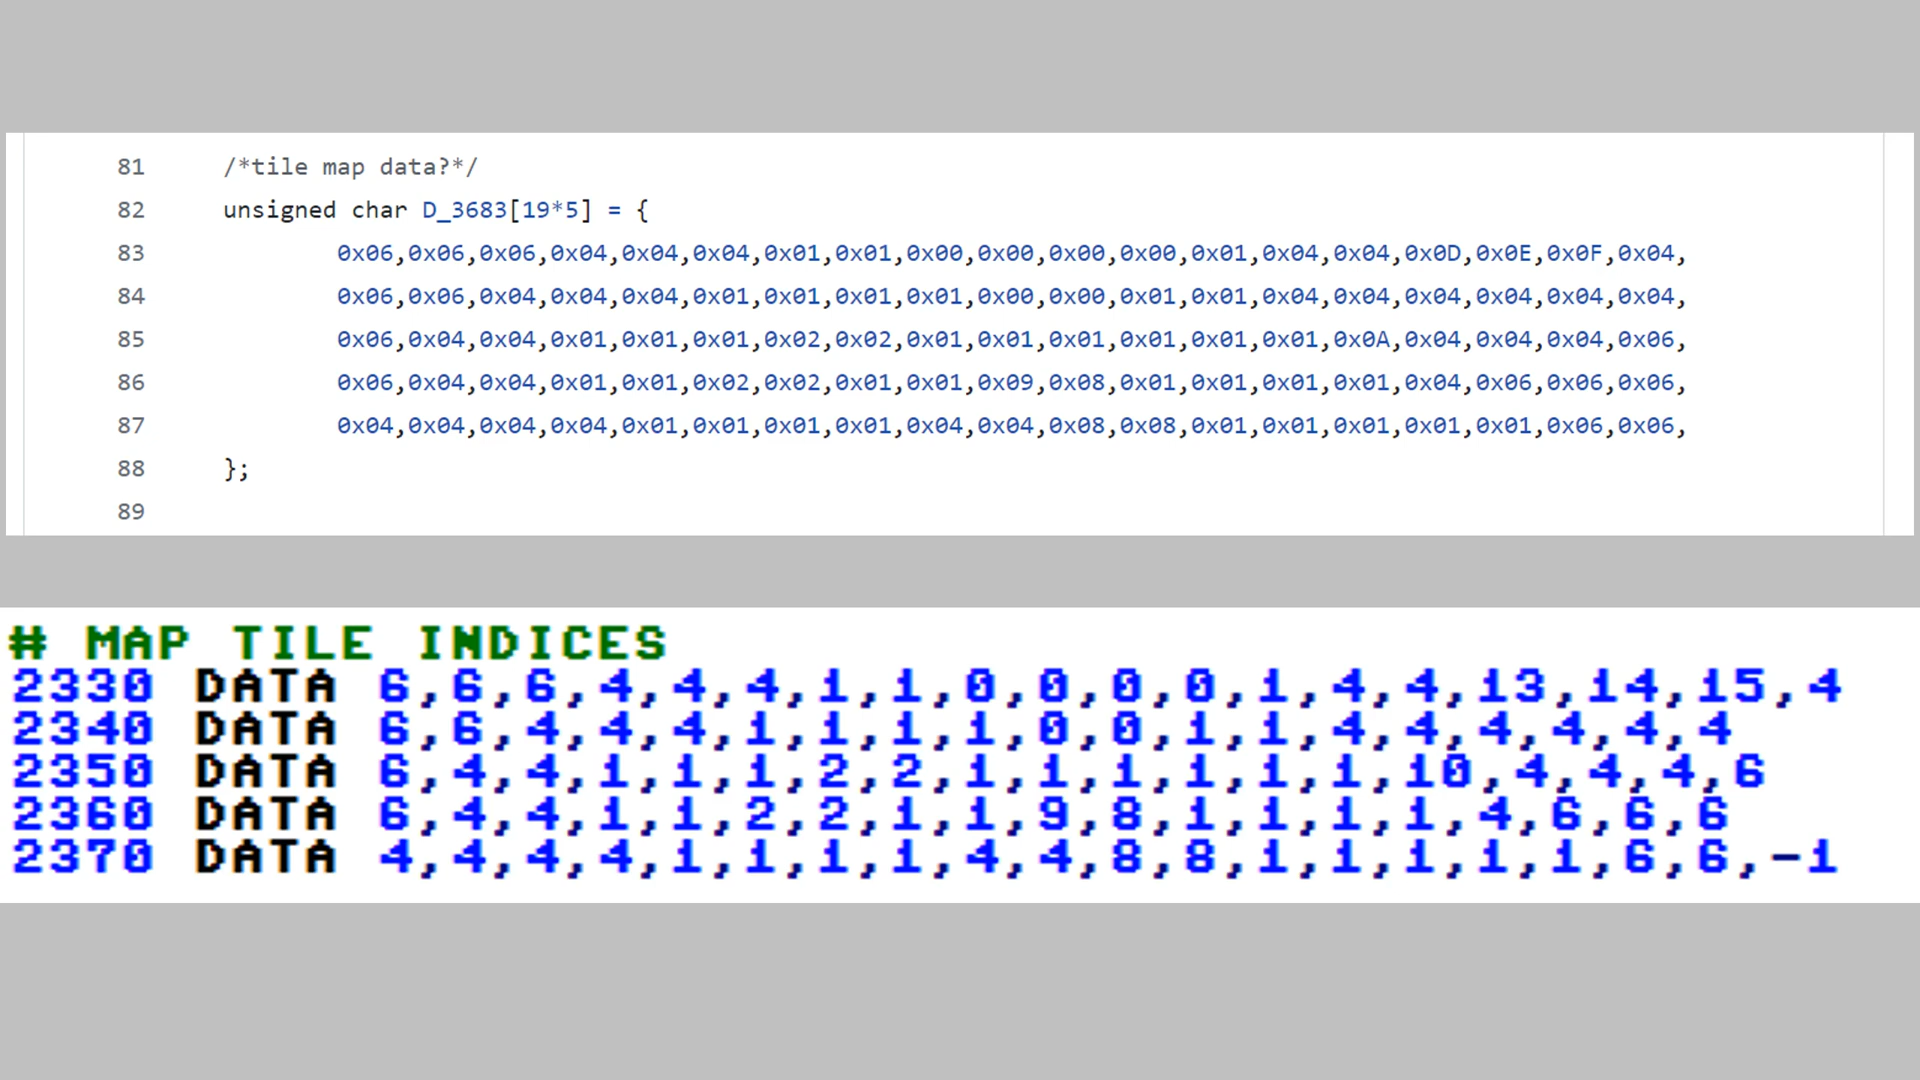 81 /*tile map data?*/
82 unsigned char D_3683[19*5] = {
83 0x06,0x06,0x06,0x04,0x04,0x04,0x01,0x01,0x00,0x00,0x00,0x00,0x01,0x04,0x04,0x0D,0x0E,0x0F,0x04,
84 0x06,0x06,0x04,0x04,0x04,0x01,0x01,0x01,0x01,0x00,0x00,0x01,0x01,0x04,0x04,0x04,0x04,0x04,0x04,
85 0x06,0x04,0x04,0x01,0x01,0x01,0x02,0x02,0x01,0x01,0x01,0x01,0x01,0x01,0x0A,0x04,0x04,0x04,0x06,
86 0x06,0x04,0x04,0x01,0x01,0x02,0x02,0x01,0x01,0x09,0x08,0x01,0x01,0x01,0x01,0x04,0x06,0x06,0x06,
87 0x04,0x04,0x04,0x04,0x01,0x01,0x01,0x01,0x04,0x04,0x08,0x08,0x01,0x01,0x01,0x01,0x01,0x06,0x06,
88 };
89
# MAP TILE INDICES
2330 DATA 6,6,6,4,4,4,1,1,0,0,0,0,1,4,4,13,14,15,4
2340 DATA 6,6,4,4,4,1,1,1,1,0,0,1,1,4,4,4,4,4,4
2350 DATA 6,4,4,1,1,1,2,2,1,1,1,1,1,1,10,4,4,4,6
2360 DATA 6,4,4,1,1,2,2,1,1,9,8,1,1,1,1,4,6,6,6
2370 DATA 4,4,4,4,1,1,1,1,4,4,8,8,1,1,1,1,1,6,6,-1